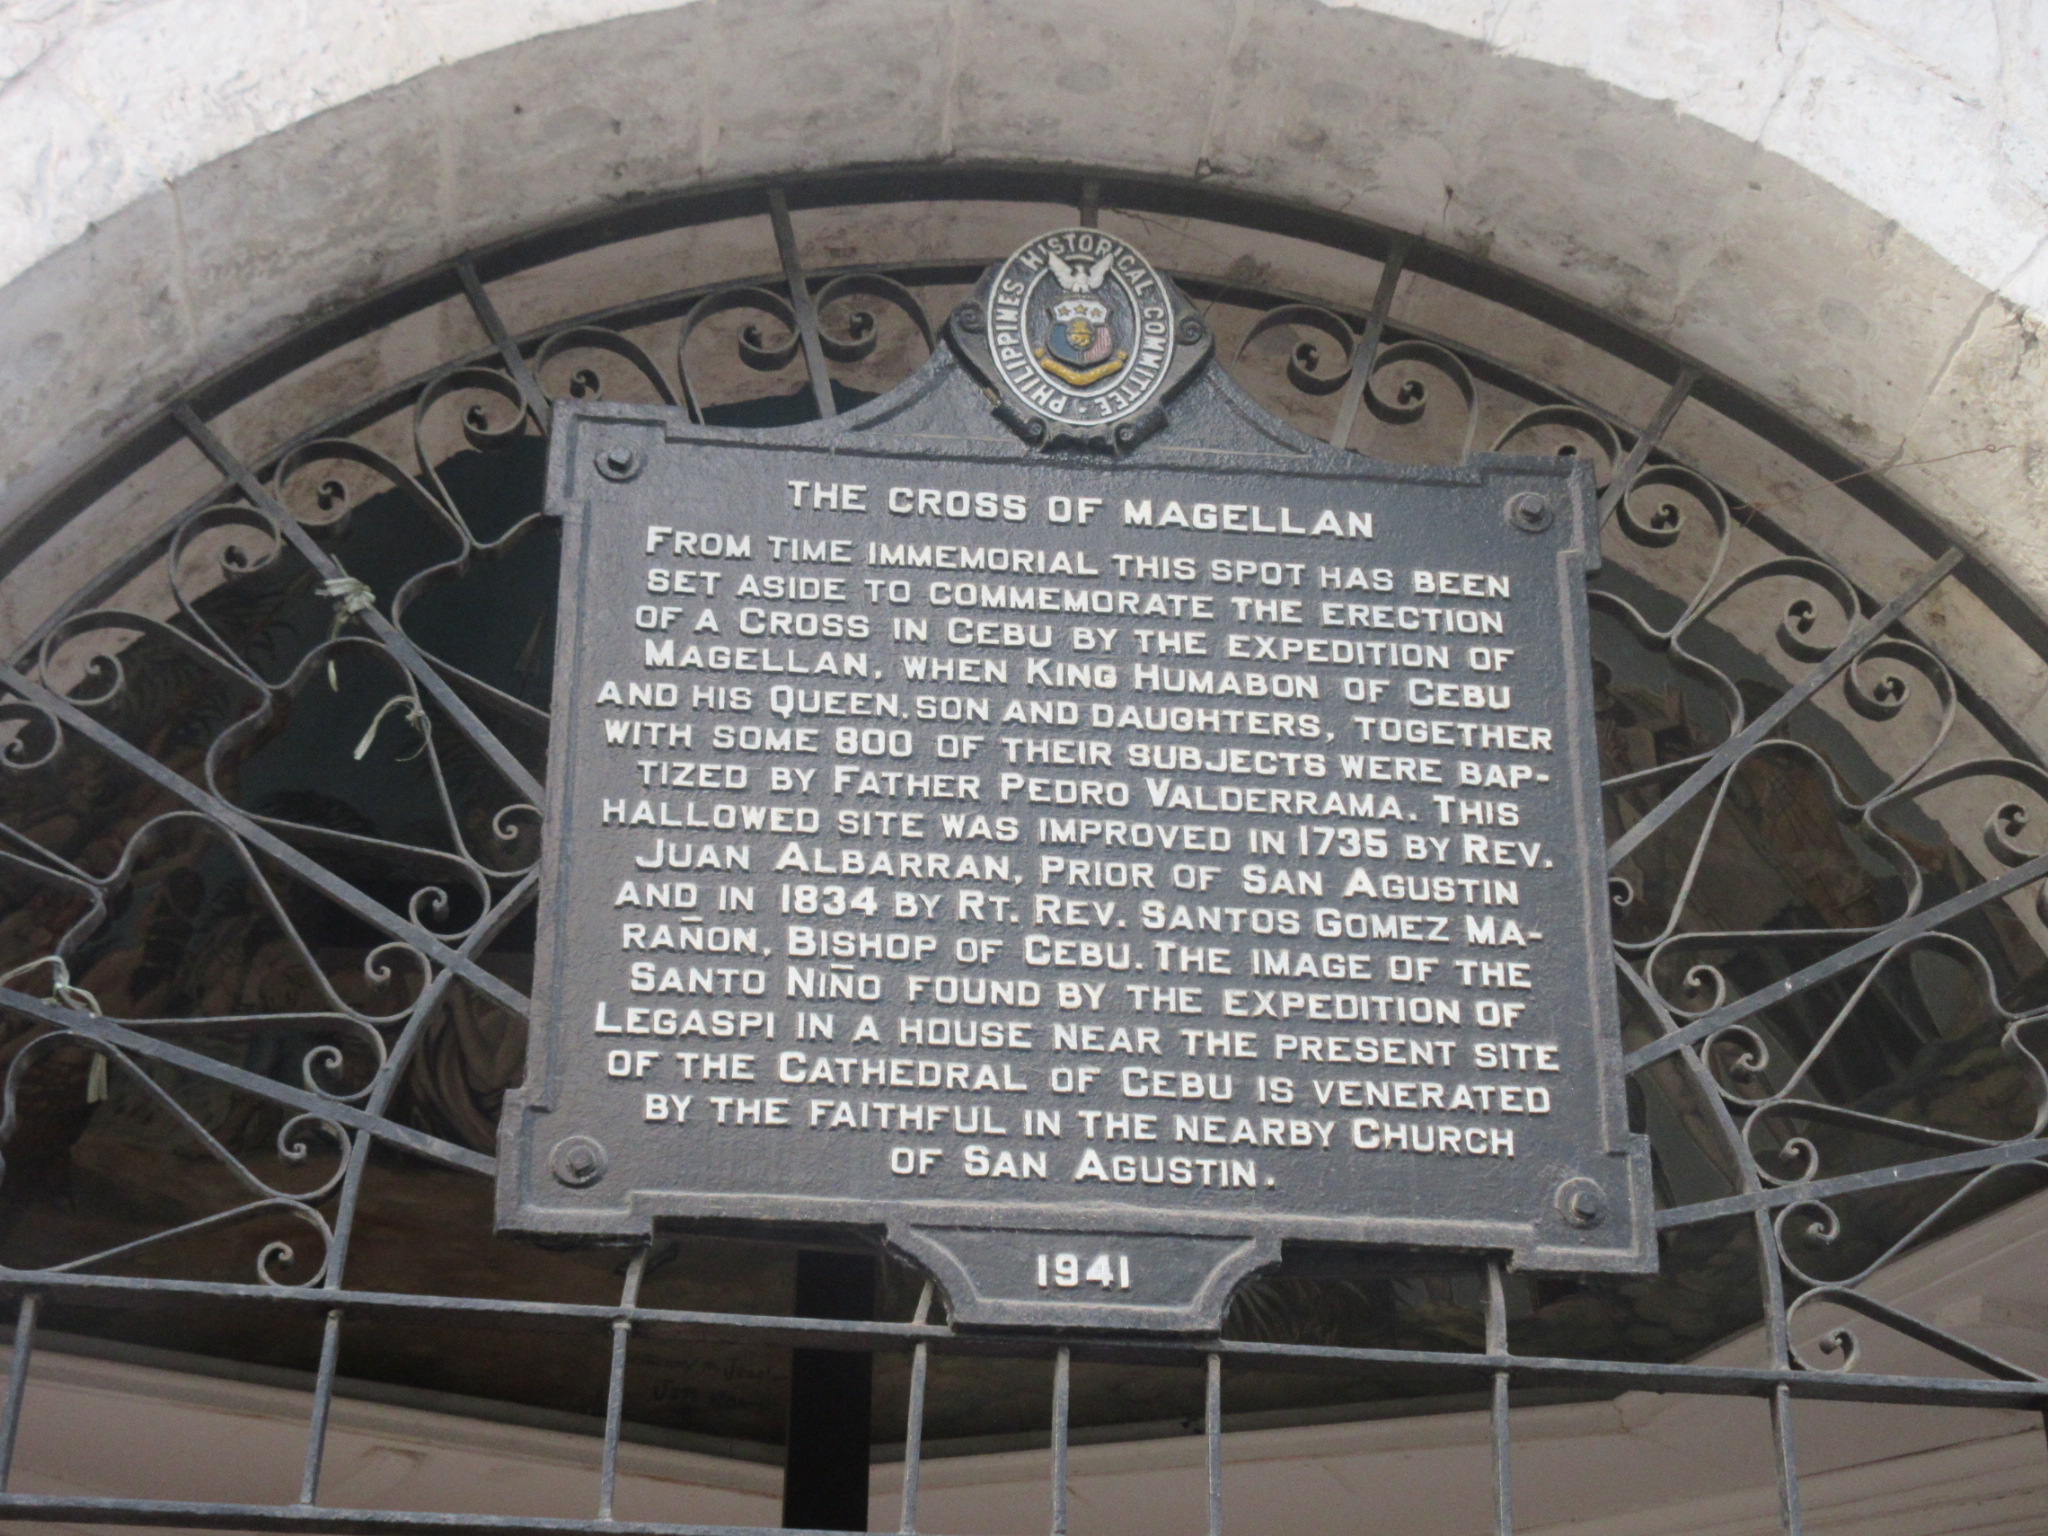 PHILIPPINES HISTORICAL COMMITTEE
THE CROSS OF MAGELLAN
FROM TIME IMMEMORIAL THIS SPOT HAS BEEN
SET ASIDE TO COMMEMORATE THE ERECTION
OF A CROSS IN CEBU BY THE EXPEDITION OF
MAGELLAN, WHEN KING HUMABON OF CEBU
AND HIS QUEEN, SON AND DAUGHTERS, TOGETHER
WITH SOME 800 OF THEIR SUBJECTS WERE BAP-
TIZED BY FATHER PEDRO VALDERRAMA. THIS
HALLOWED SITE WAS IMPROVED IN 1735 BY REV.
JUAN ALBARRAN, PRIOR OF SAN AGUSTIN
AND IN 1834 BY RT. REV. SANTOS GOMEZ MA-
RAÑON, BISHOP OF CEBU. THE IMAGE OF THE
SANTO NIÑO FOUND BY THE EXPEDITION OF
LEGASPI IN A HOUSE NEAR THE PRESENT SITE
OF THE CATHEDRAL OF CEBU IS VENERATED
BY THE FAITHFUL IN THE NEARBY CHURCH
OF SAN AGUSTIN.
1941